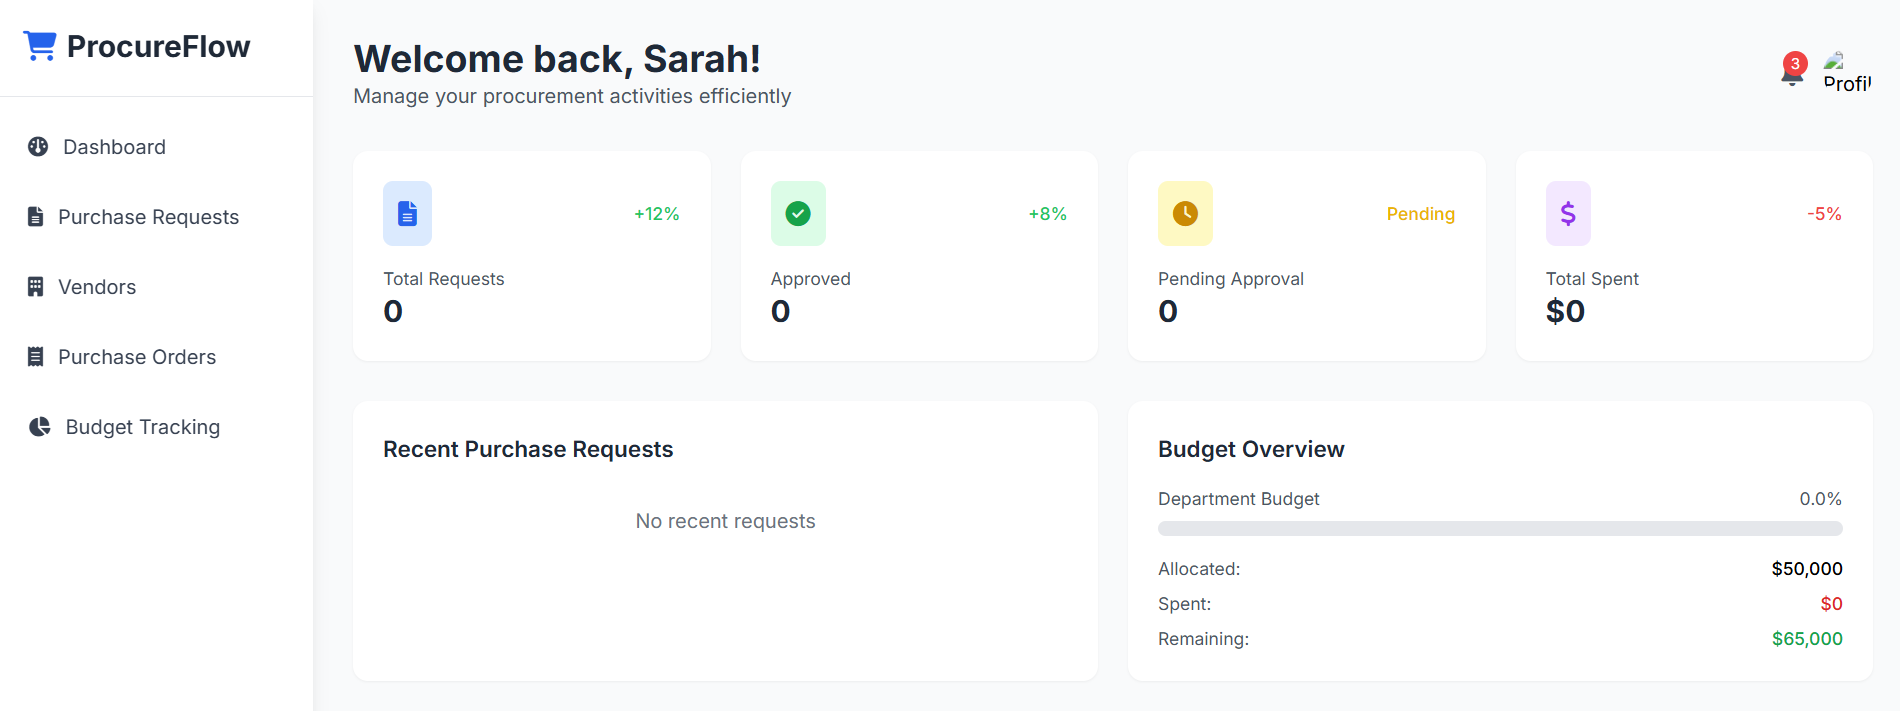 ProcureFlow
Dashboard
Purchase Requests
Vendors
Purchase Orders
Budget Tracking
Welcome back, Sarah!
Manage your procurement activities efficiently
3
Profil
+12%
Total Requests
0
+8%
Approved
0
Pending
Pending Approval
0
$
-5%
Total Spent
$0
Recent Purchase Requests
No recent requests
Budget Overview
Department Budget 0.0%
Allocated: $50,000
Spent: $0
Remaining: $65,000